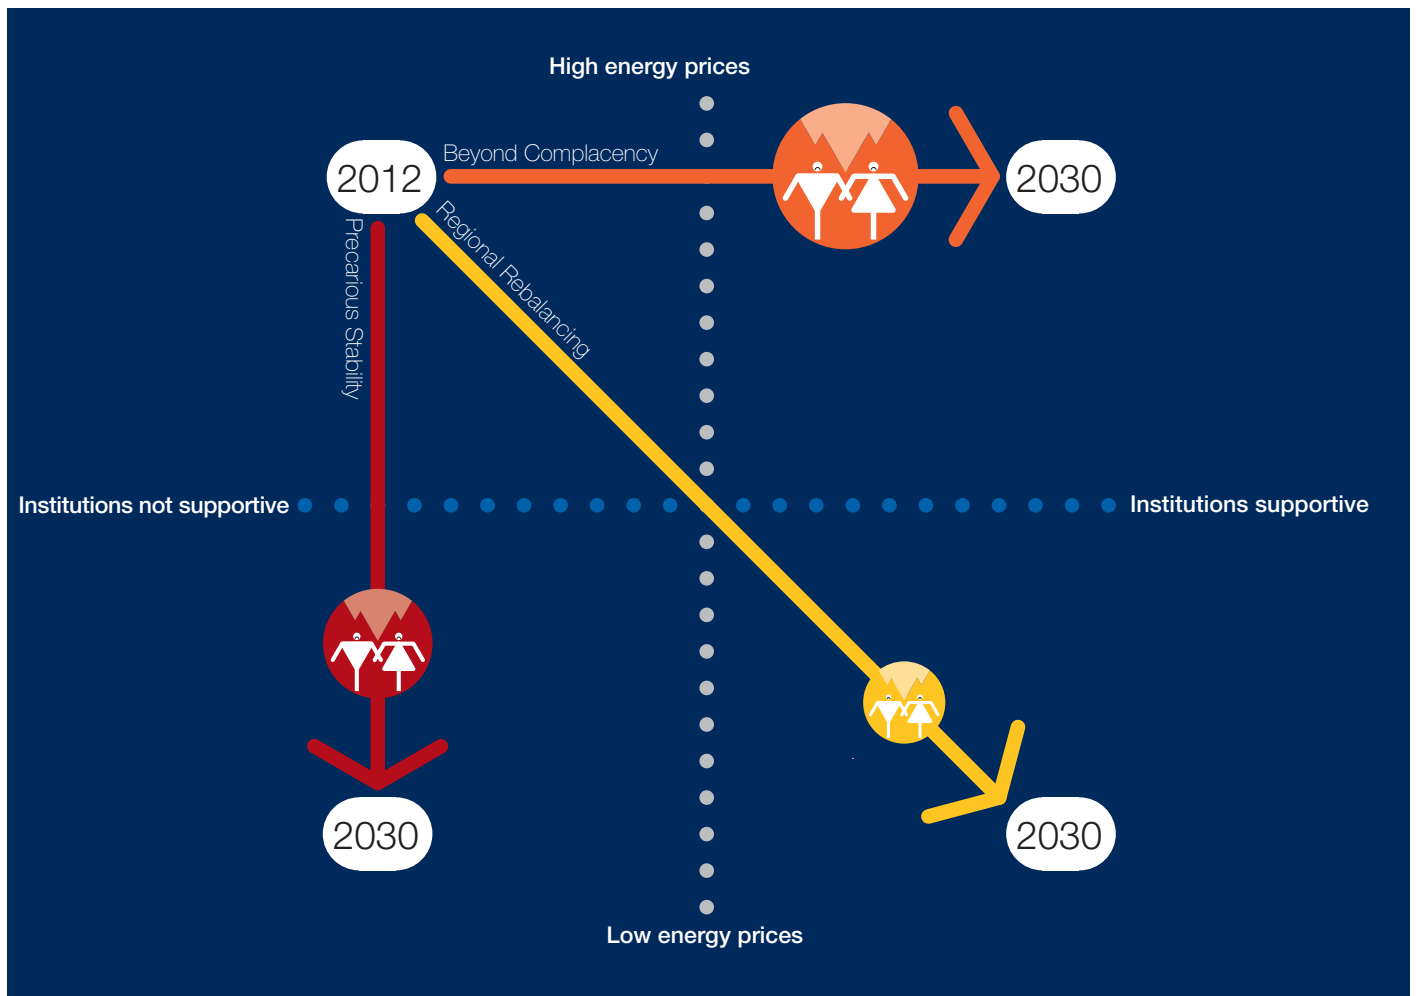 High energy prices
2012
Beyond Complacency
2030
Regional Rebalancing
Precarious Stability
Institutions not supportive
Institutions supportive
2030
2030
Low energy prices